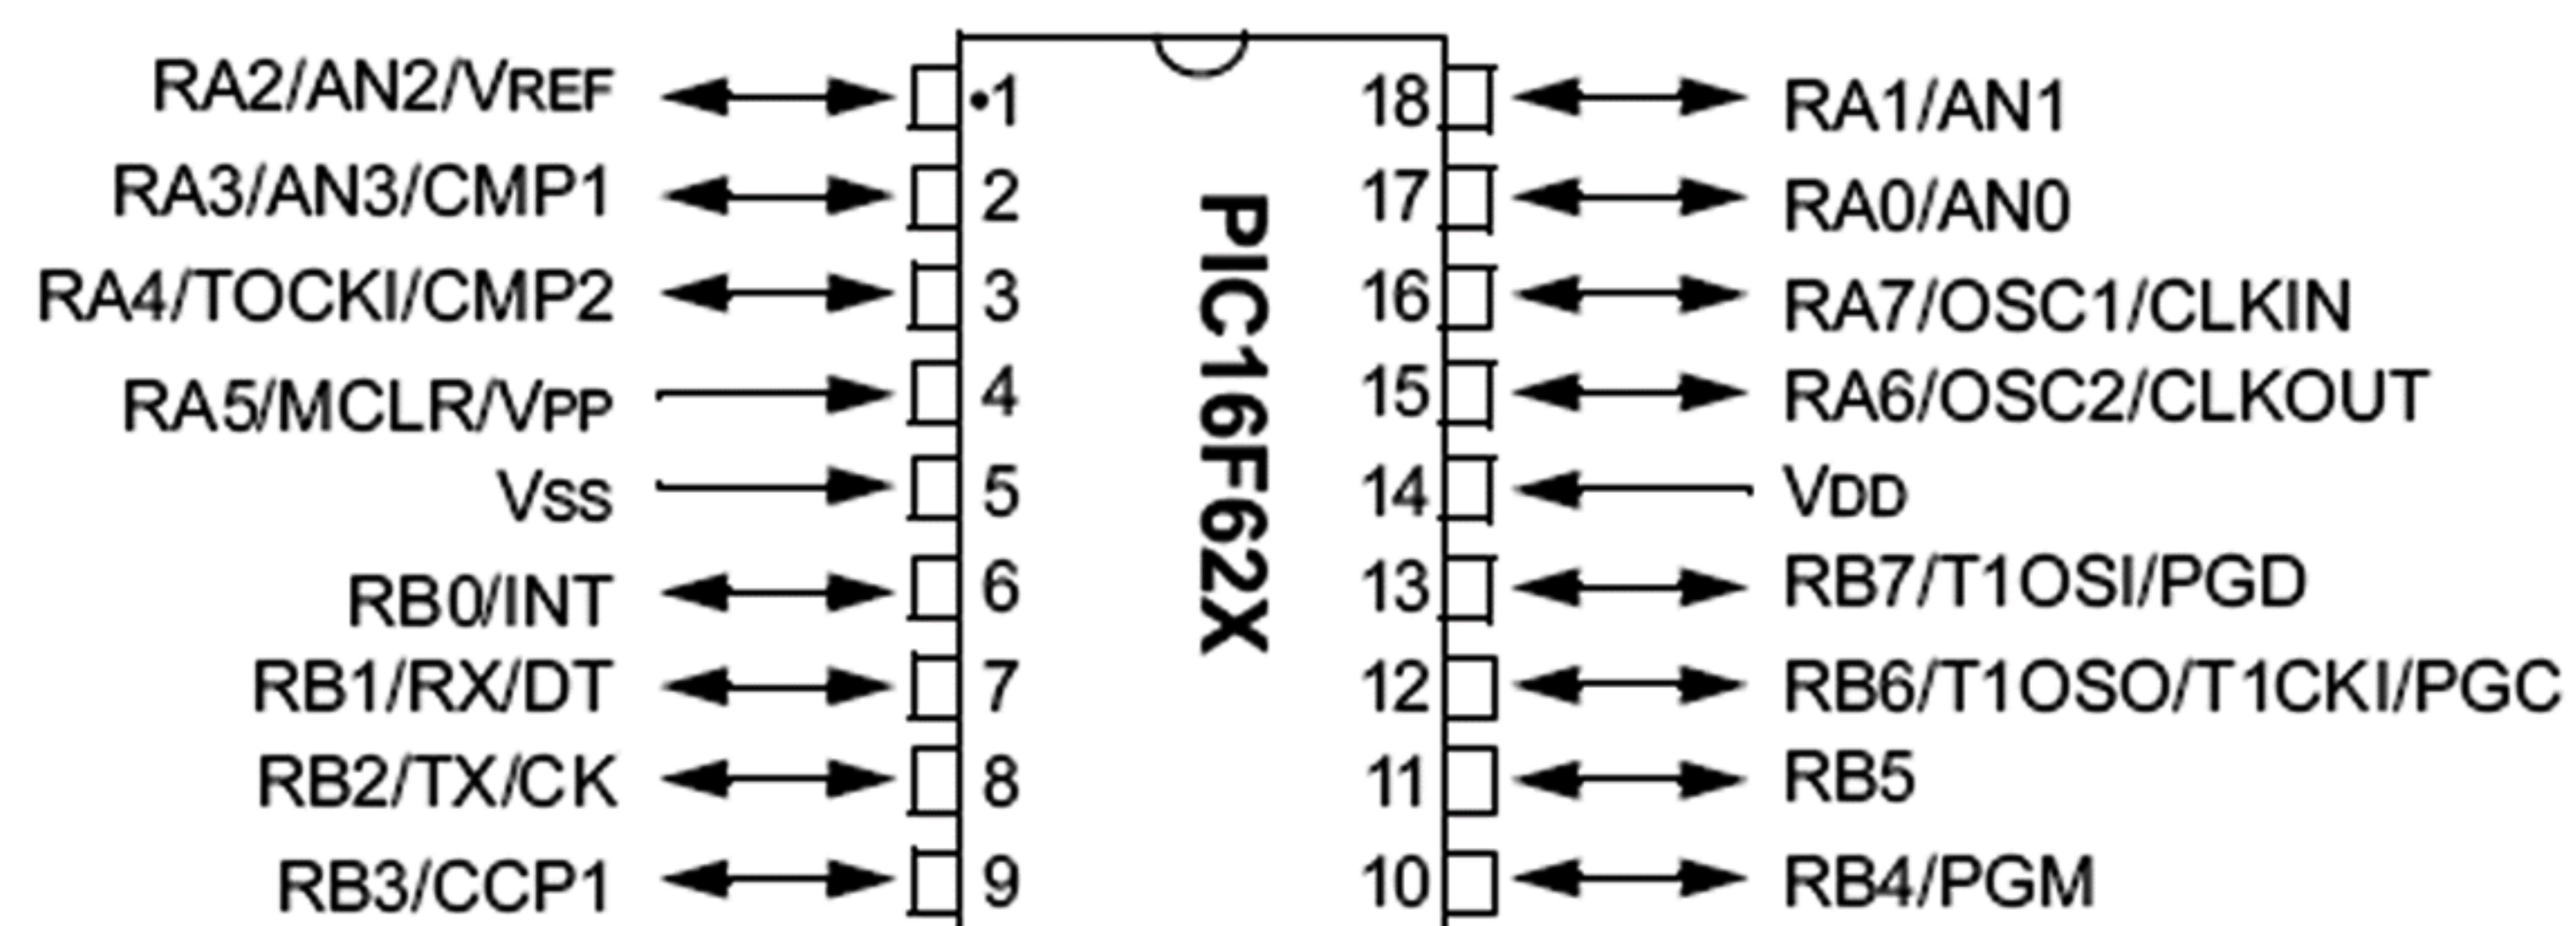 RA2/AN2/VREF •1 18 RA1/AN1
RA3/AN3/CMP1 2 17 RA0/AN0
RA4/TOCKI/CMP2 3 16 RA7/OSC1/CLKIN
RA5/MCLR/VPP 4 15 RA6/OSC2/CLKOUT
VSS 5 14 VDD
RB0/INT 6 13 RB7/T1OSI/PGD
RB1/RX/DT 7 12 RB6/T1OSO/T1CKI/PGC
RB2/TX/CK 8 11 RB5
RB3/CCP1 9 10 RB4/PGM
PIC16F62X